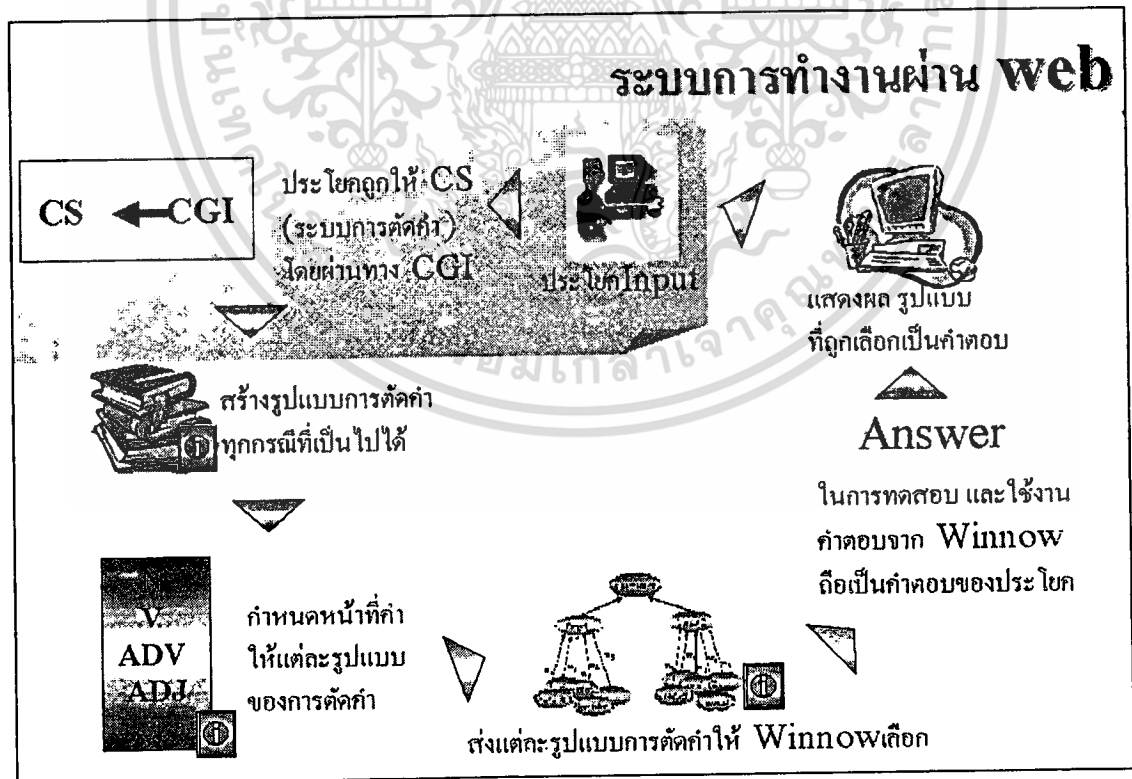 ระบบการทำงานผ่าน web
CS
CGI
ประโยคถูกให้ CS
(ระบบการตัดคำ)
โดยผ่านทาง CGI
ประโยคInput
แสดงผล รูปแบบ
ที่ถูกเลือกเป็นคำตอบ
สร้างรูปแบบการตัดคำ
ทุกกรณีที่เป็นไปได้
Answer
ในการทดสอบ และใช้งาน
คำตอบจาก Winnow
ถือเป็นคำตอบของประโยค
V.
ADV
ADJ.
กำหนดหน้าที่คำ
ให้แต่ละรูปแบบ
ของการตัดคำ
ส่งแต่ละรูปแบบการตัดคำให้ Winnowเลือก